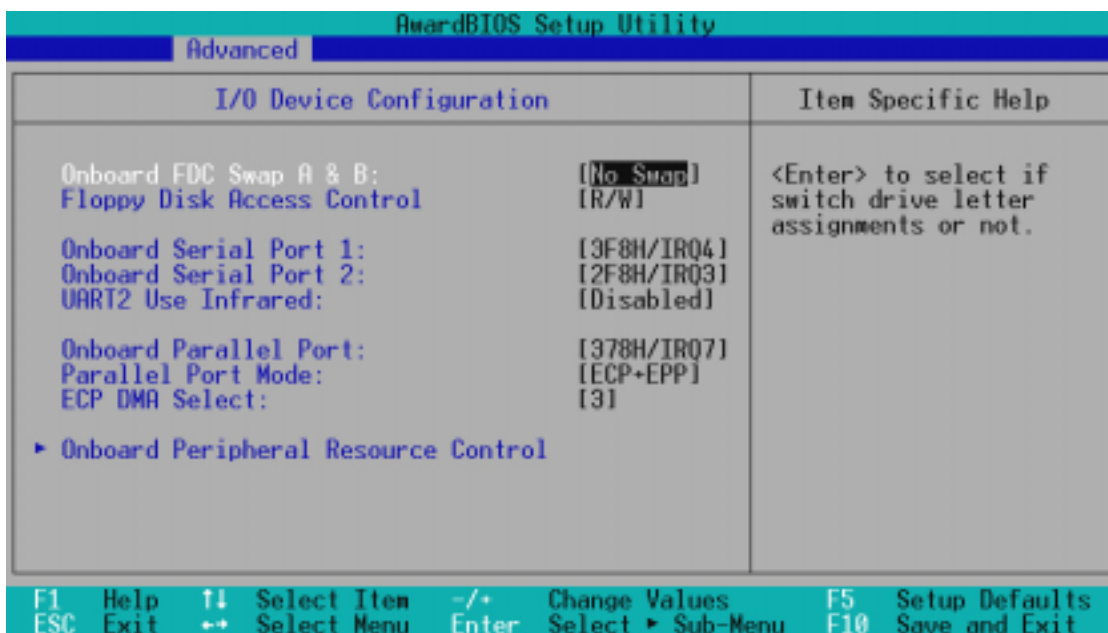 AwardBIOS Setup Utility
Advanced
I/O Device Configuration
Item Specific Help
Onboard FDC Swap A & B: [No Swap]
Floppy Disk Access Control [R/W]
Onboard Serial Port 1: [3F8H/IRQ4]
Onboard Serial Port 2: [2F8H/IRQ3]
UART2 Use Infrared: [Disabled]
Onboard Parallel Port: [378H/IRQ7]
Parallel Port Mode: [ECP+EPP]
ECP DMA Select: [3]
▸ Onboard Peripheral Resource Control
<Enter> to select if
switch drive letter
assignments or not.
F1 Help ↑↓ Select Item -/+ Change Values F5 Setup Defaults
ESC Exit ←→ Select Menu Enter Select ▸ Sub-Menu F10 Save and Exit